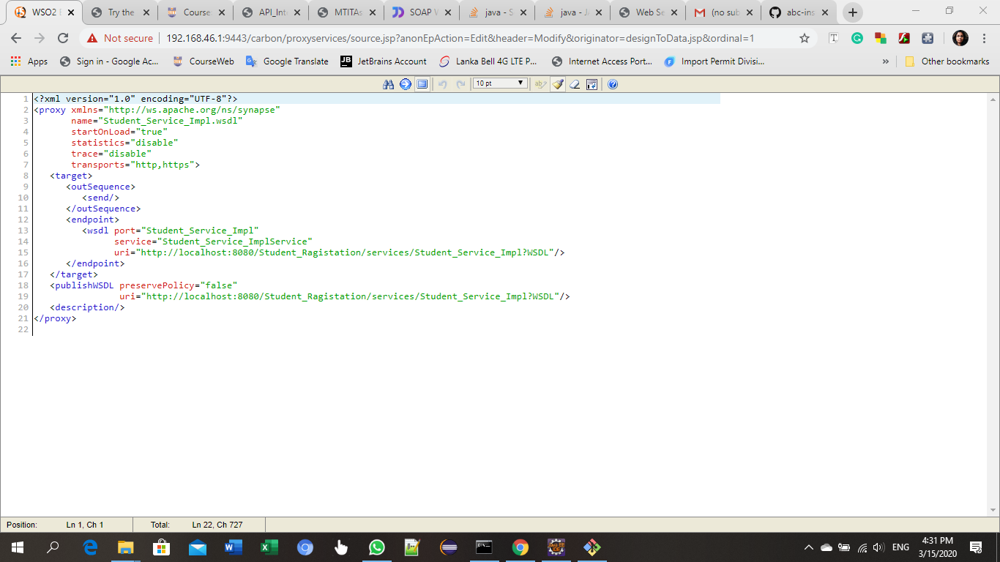 WSO2 E
Try the
Course
API_Int
MTITAs
SOAP W
java - S
java - Ja
Web Se
(no sub
abc-ins
Not secure
192.168.46.1:9443/carbon/proxyservices/source.jsp?anonEpAction=Edit&header=Modify&originator=designToData.jsp&ordinal=1
Apps
Sign in - Google Ac...
CourseWeb
Google Translate
JetBrains Account
Lanka Bell 4G LTE P...
Internet Access Port...
Import Permit Divisi...
»
Other bookmarks
10 pt
1 <?xml version="1.0" encoding="UTF-8"?>
2 <proxy xmlns="http://ws.apache.org/ns/synapse"
3 name="Student_Service_Impl.wsdl"
4 startOnLoad="true"
5 statistics="disable"
6 trace="disable"
7 transports="http,https">
8 <target>
9 <outSequence>
10 <send/>
11 </outSequence>
12 <endpoint>
13 <wsdl port="Student_Service_Impl"
14 service="Student_Service_ImplService"
15 uri="http://localhost:8080/Student_Ragistation/services/Student_Service_Impl?WSDL"/>
16 </endpoint>
17 </target>
18 <publishWSDL preservePolicy="false"
19 uri="http://localhost:8080/Student_Ragistation/services/Student_Service_Impl?WSDL"/>
20 <description/>
21 </proxy>
22
Position: Ln 1, Ch 1 Total: Ln 22, Ch 727
ENG
4:31 PM
3/15/2020